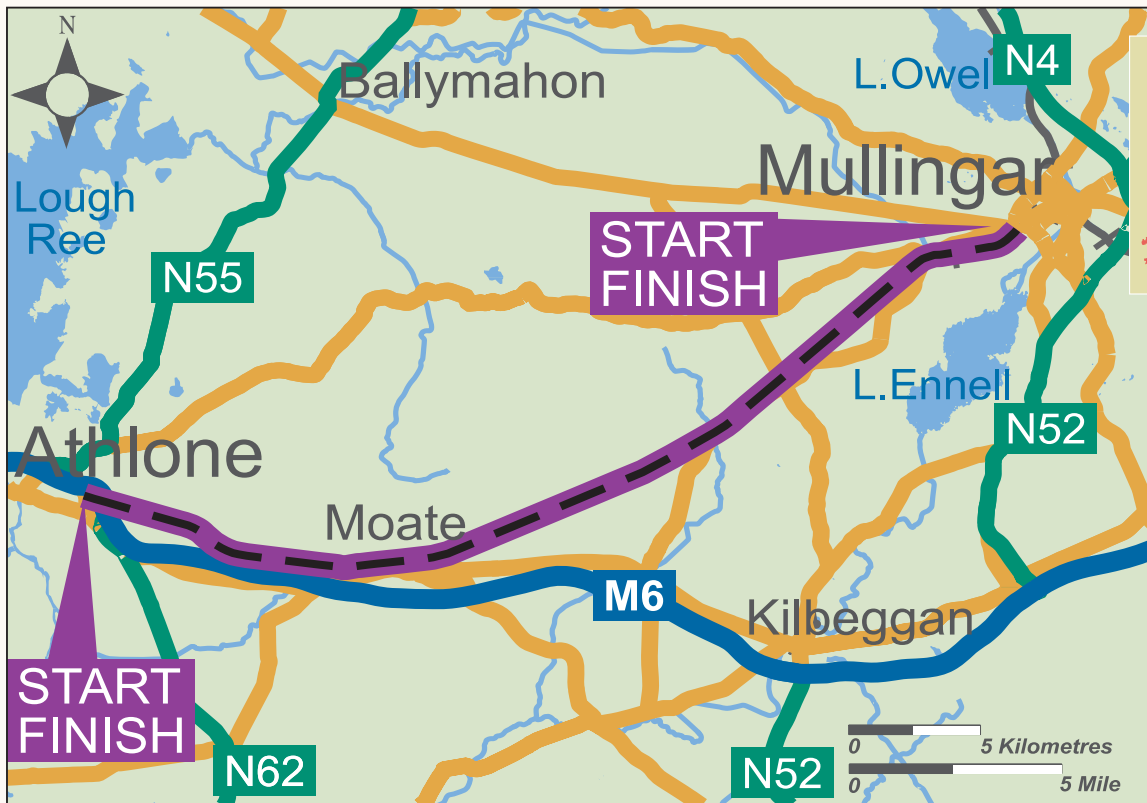 N
L.Owel
N4
Ballymahon
Mullingar
Lough
Ree
START
FINISH
N55
L.Ennell
N52
Athlone
Moate
M6
Kilbeggan
START
FINISH
N62
N52
0 5 Kilometres
0 5 Mile